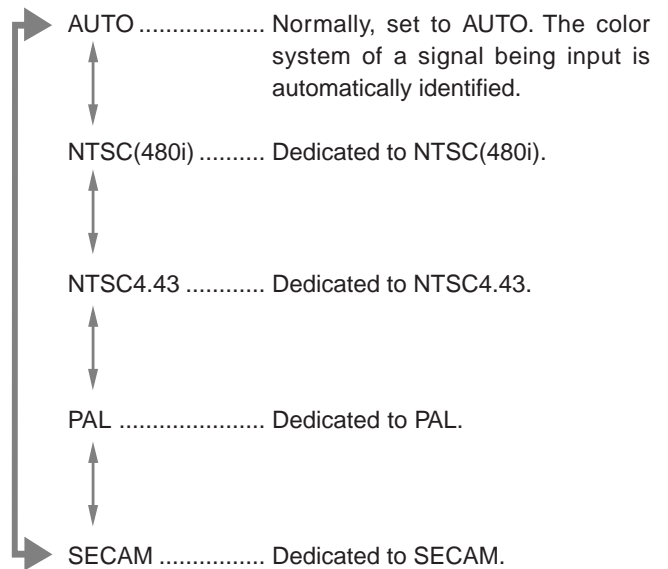 AUTO ................... Normally, set to AUTO. The color
system of a signal being input is
automatically identified.
NTSC(480i) .......... Dedicated to NTSC(480i).
NTSC4.43 ............ Dedicated to NTSC4.43.
PAL ...................... Dedicated to PAL.
SECAM ................ Dedicated to SECAM.